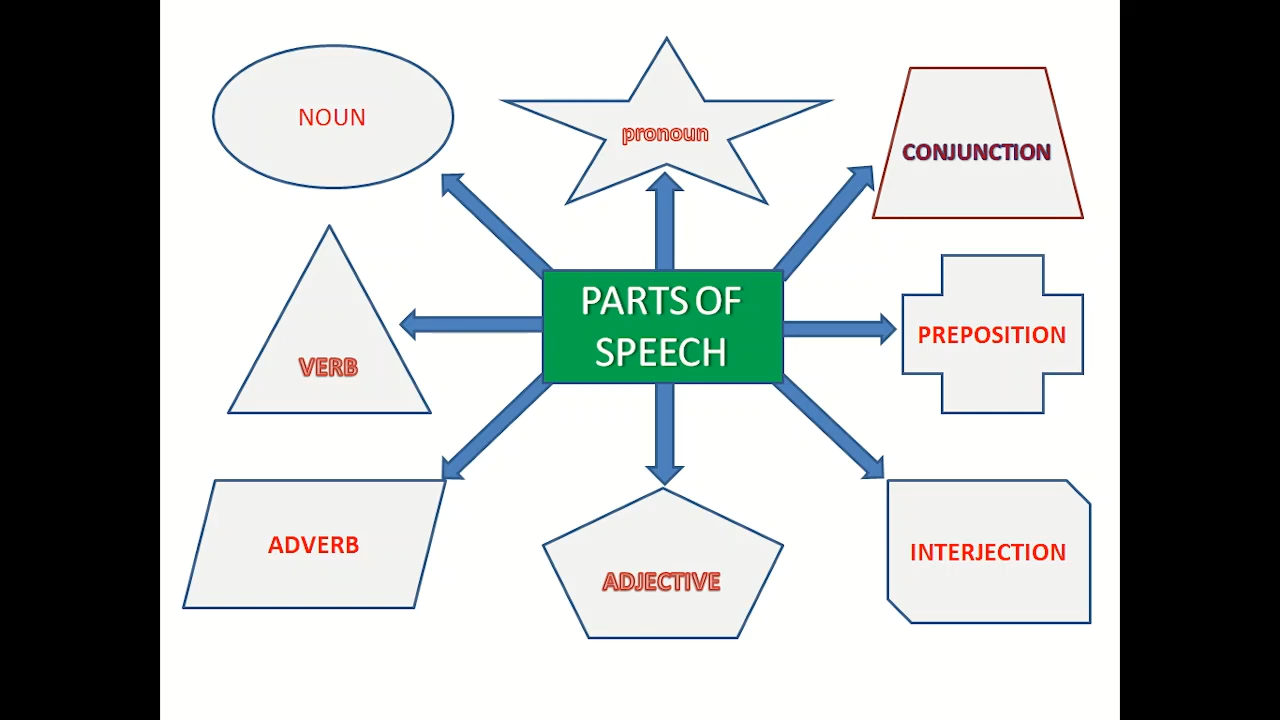 NOUN
pronoun
CONJUNCTION
PARTS OF
SPEECH
VERB
PREPOSITION
ADVERB
ADJECTIVE
INTERJECTION